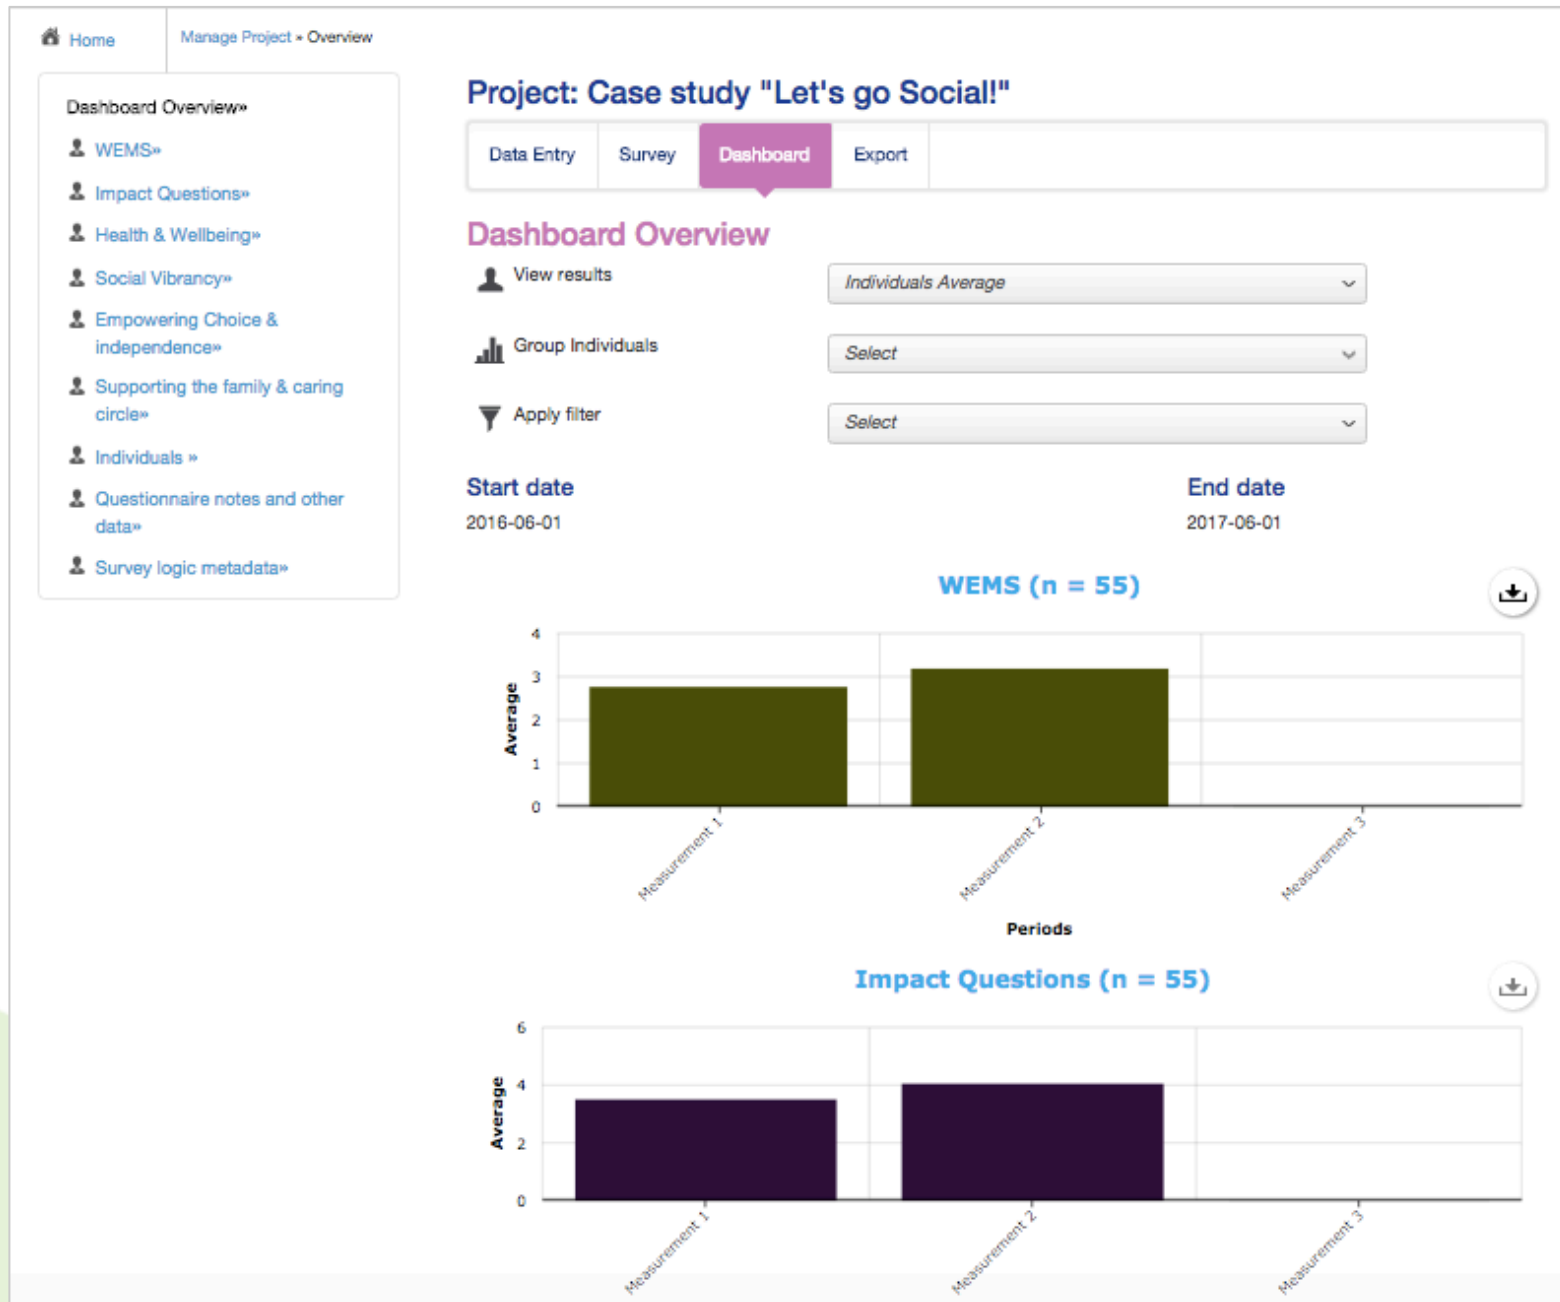 Home
Manage Project » Overview
Dashboard Overview»
WEMS»
Impact Questions»
Health & Wellbeing»
Social Vibrancy»
Empowering Choice &
independence»
Supporting the family & caring
circle»
Individuals »
Questionnaire notes and other
data»
Survey logic metadata»
Project: Case study "Let's go Social!"
Data Entry Survey Dashboard Export
Dashboard Overview
View results Individuals Average
Group Individuals Select
Apply filter Select
Start date End date
2016-06-01 2017-06-01
WEMS (n = 55)
4
3
2
1
0
Average
Measurement 1 Measurement 2 Measurement 3
Periods
Impact Questions (n = 55)
6
4
2
0
Average
Measurement 1 Measurement 2 Measurement 3